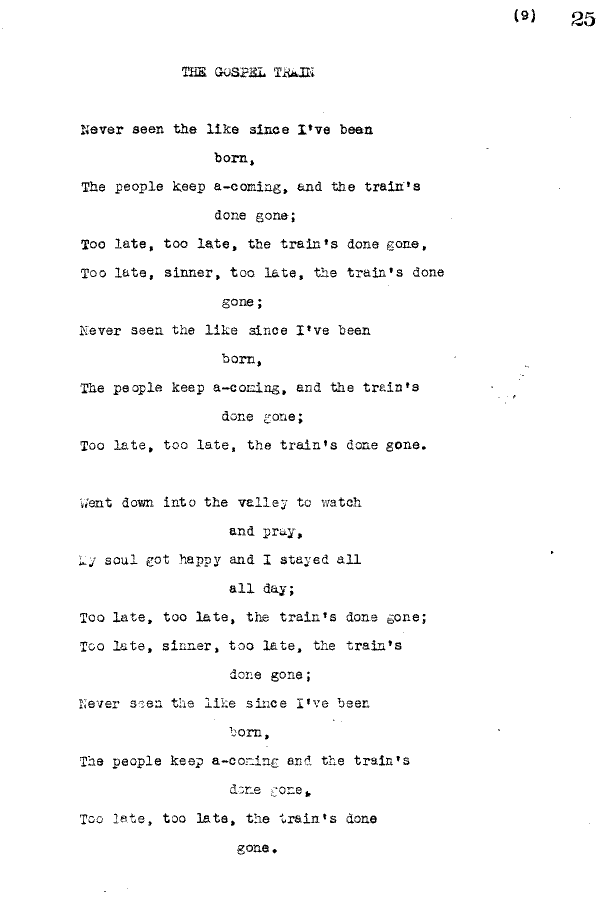 (9) 25
THE GOSPEL TRAIN
Never seen the like since I've been
born,
The people keep a-coming, and the train's
done gone;
Too late, too late, the train's done gone,
Too late, sinner, too late, the train's done
gone;
Never seen the like since I've been
born,
The people keep a-coming, and the train's
done gone;
Too late, too late, the train's done gone.
Went down into the valley to watch
and pray,
My soul got happy and I stayed all
all day;
Too late, too late, the train's done gone;
Too late, sinner, too late, the train's
done gone;
Never seen the like since I've been
born,
The people keep a-coming and the train's
done gone,
Too late, too late, the train's done
gone.